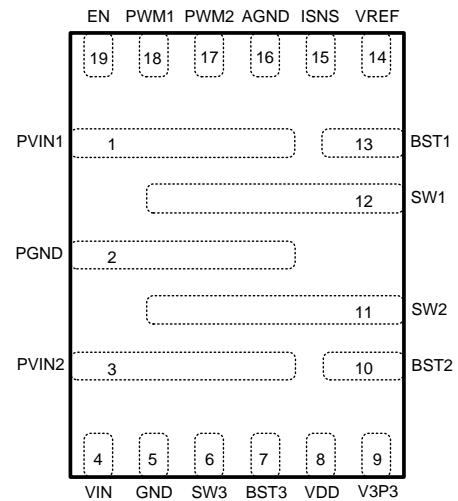 EN PWM1 PWM2 AGND ISNS VREF
19 18 17 16 15 14
PVIN1 1 13 BST1
12 SW1
PGND 2
11 SW2
PVIN2 3 10 BST2
4 5 6 7 8 9
VIN GND SW3 BST3 VDD V3P3